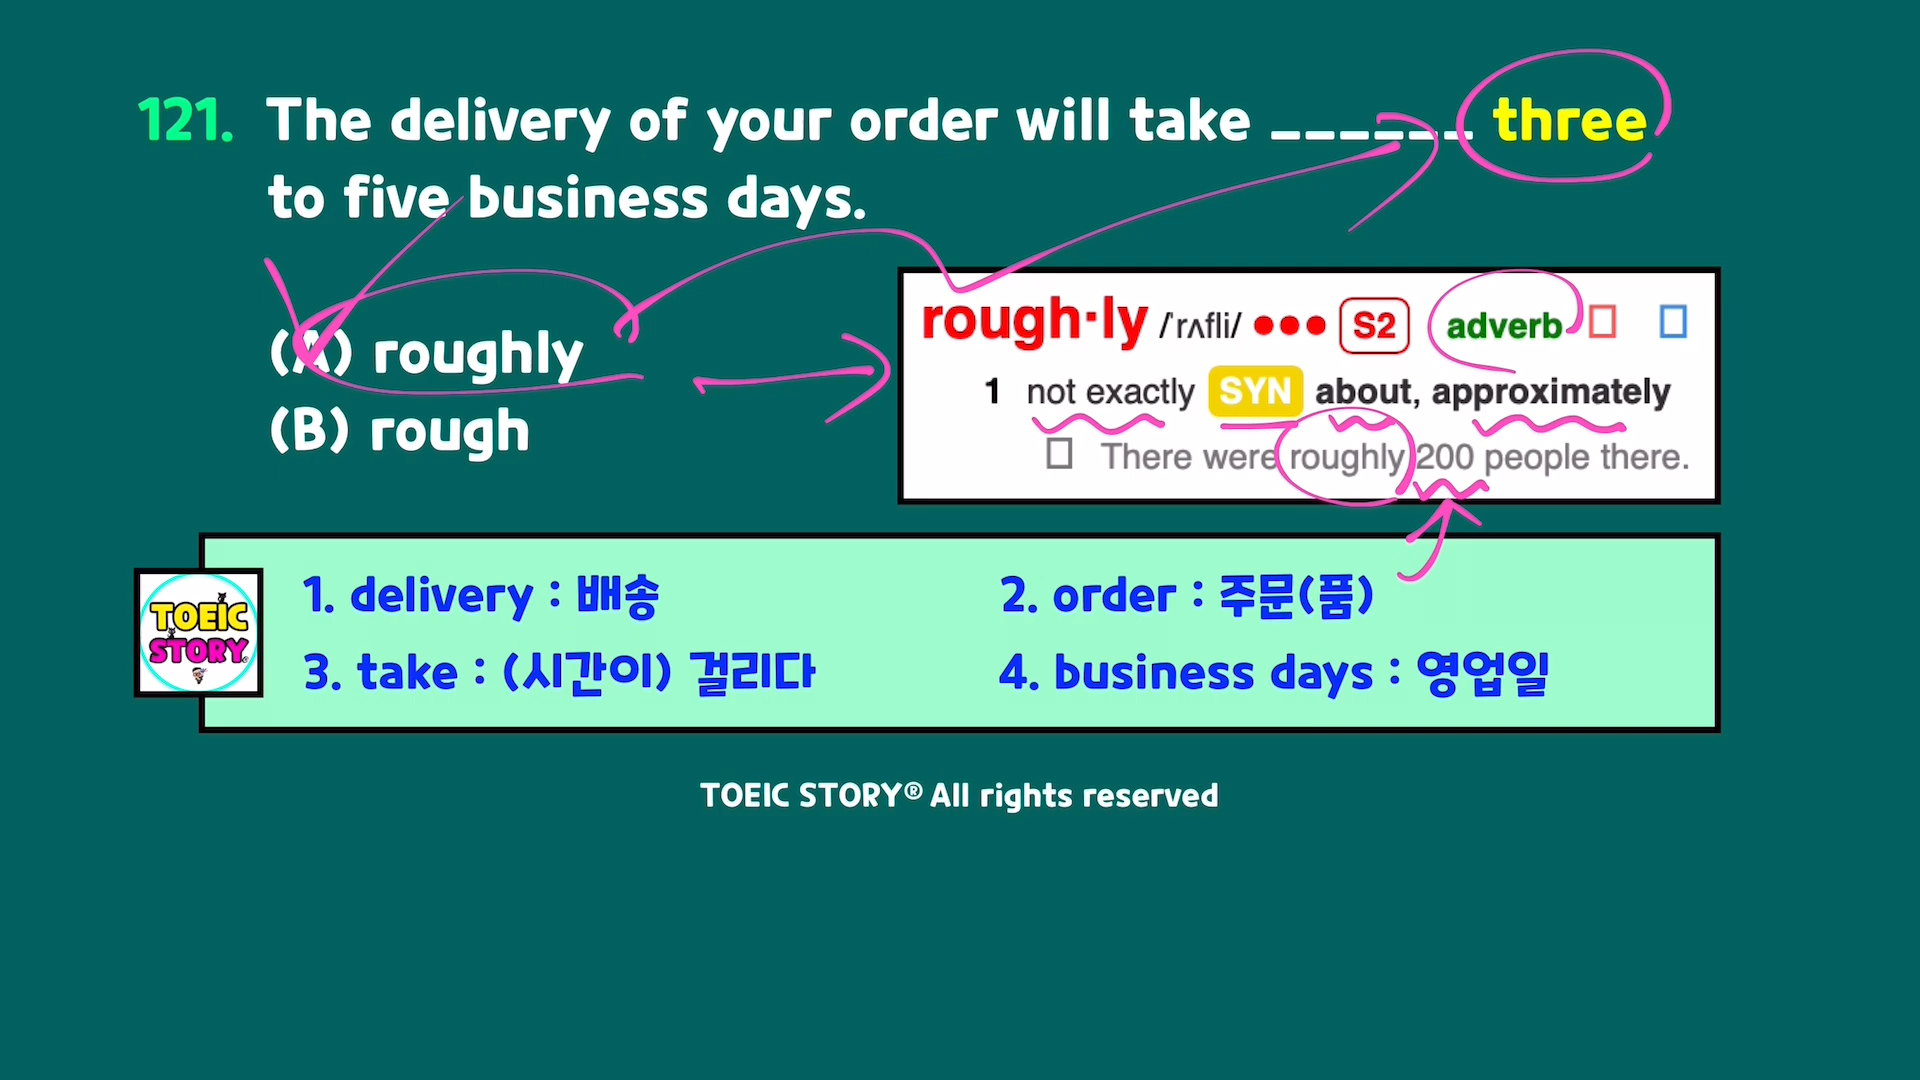 121. The delivery of your order will take ______ three
to five business days.
(A) roughly
(B) rough
rough·ly /ˈrʌfli/ ●●● S2 adverb
1 not exactly SYN about, approximately
There were roughly 200 people there.
TOEIC
STORY
1. delivery : 배송
2. order : 주문(품)
3. take : (시간이) 걸리다
4. business days : 영업일
TOEIC STORY® All rights reserved